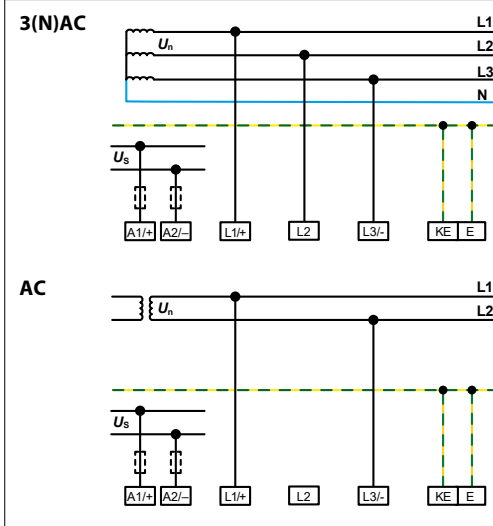 3(N)AC
L1
Un
L2
L3
N
US
A1/+ A2/– L1/+ L2 L3/- KE E
AC
L1
Un
L2
US
A1/+ A2/– L1/+ L2 L3/- KE E